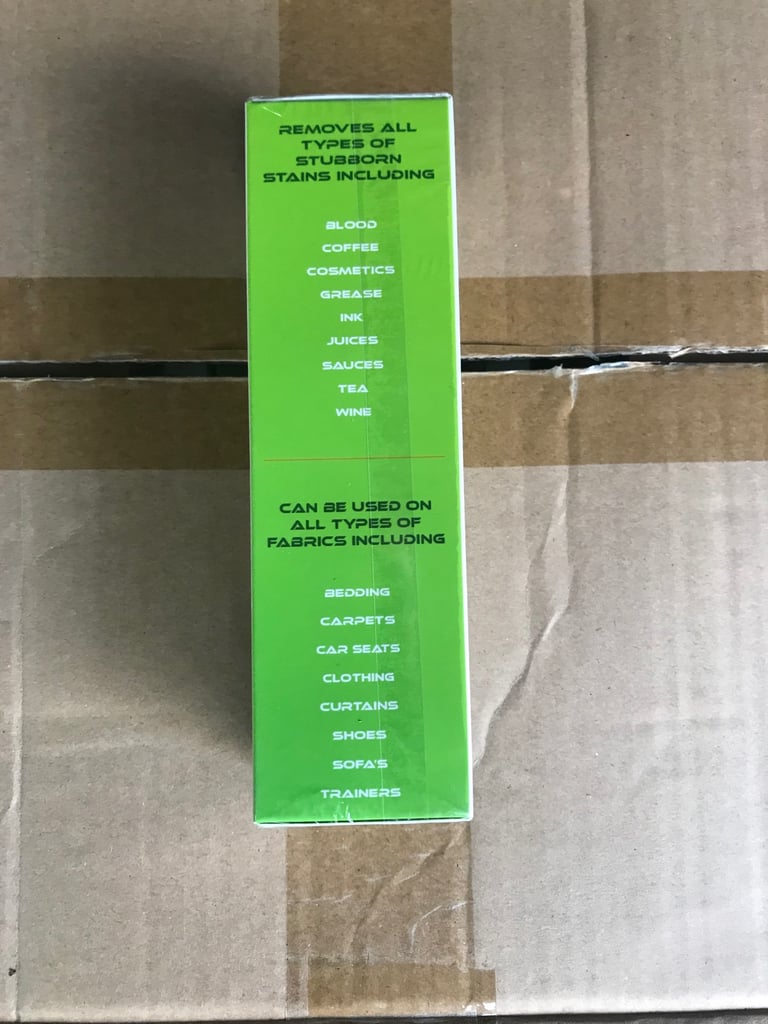 REMOVES ALL
TYPES OF
STUBBORN
STAINS INCLUDING
BLOOD
COFFEE
COSMETICS
GREASE
INK
JUICES
SAUCES
TEA
WINE
CAN BE USED ON
ALL TYPES OF
FABRICS INCLUDING
BEDDING
CARPETS
CAR SEATS
CLOTHING
CURTAINS
SHOES
SOFA'S
TRAINERS